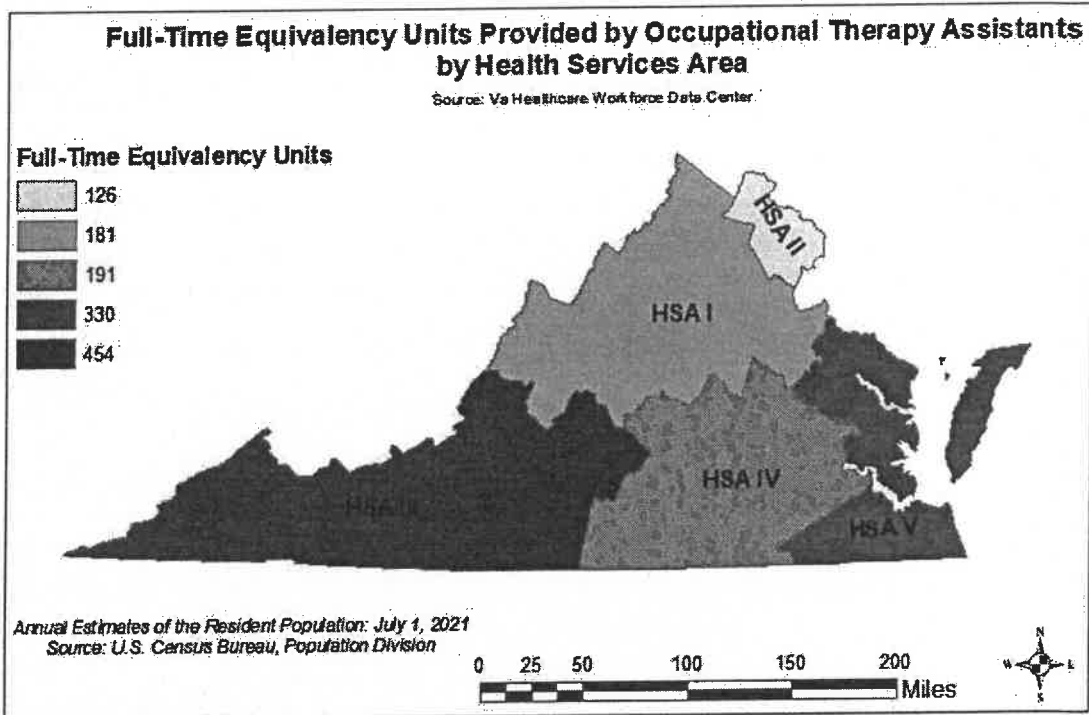 Full-Time Equivalency Units Provided by Occupational Therapy Assistants
by Health Services Area
Source: Va Healthcare Workforce Data Center
Full-Time Equivalency Units
126
181
191
330
454
HSA II
HSA I
HSA IV
HSA III
HSA V
Annual Estimates of the Resident Population: July 1, 2021
Source: U.S. Census Bureau, Population Division
0 25 50 100 150 200
Miles
N
W E
S